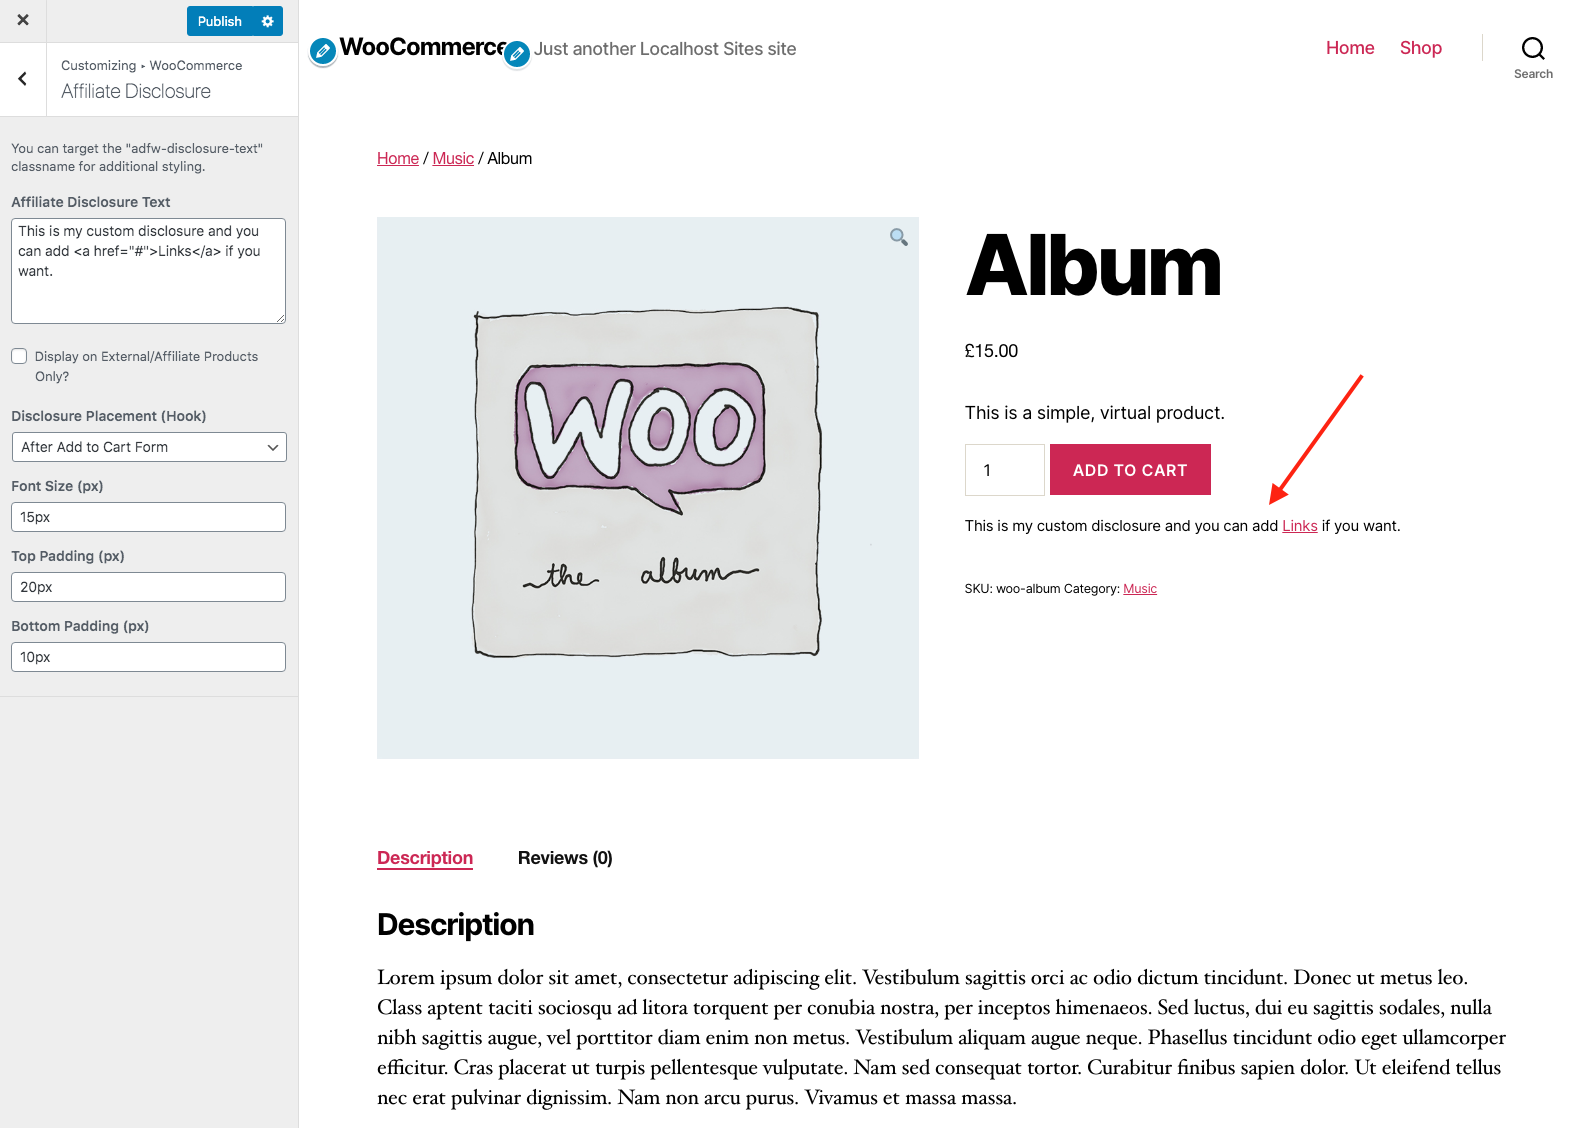 Publish
Customizing ▸ WooCommerce
Affiliate Disclosure
You can target the "adfw-disclosure-text"
classname for additional styling.
Affiliate Disclosure Text
This is my custom disclosure and you
can add <a href="#">Links</a> if you
want.
Display on External/Affiliate Products
Only?
Disclosure Placement (Hook)
After Add to Cart Form
Font Size (px)
15px
Top Padding (px)
20px
Bottom Padding (px)
10px
WooCommerce Just another Localhost Sites site
Home Shop
Search
Home / Music / Album
WOO
the album
Album
£15.00
This is a simple, virtual product.
1 ADD TO CART
This is my custom disclosure and you can add Links if you want.
SKU: woo-album Category: Music
Description Reviews (0)
Description
Lorem ipsum dolor sit amet, consectetur adipiscing elit. Vestibulum sagittis orci ac odio dictum tincidunt. Donec ut metus leo.
Class aptent taciti sociosqu ad litora torquent per conubia nostra, per inceptos himenaeos. Sed luctus, dui eu sagittis sodales, nulla
nibh sagittis augue, vel porttitor diam enim non metus. Vestibulum aliquam augue neque. Phasellus tincidunt odio eget ullamcorper
efficitur. Cras placerat ut turpis pellentesque vulputate. Nam sed consequat tortor. Curabitur finibus sapien dolor. Ut eleifend tellus
nec erat pulvinar dignissim. Nam non arcu purus. Vivamus et massa massa.